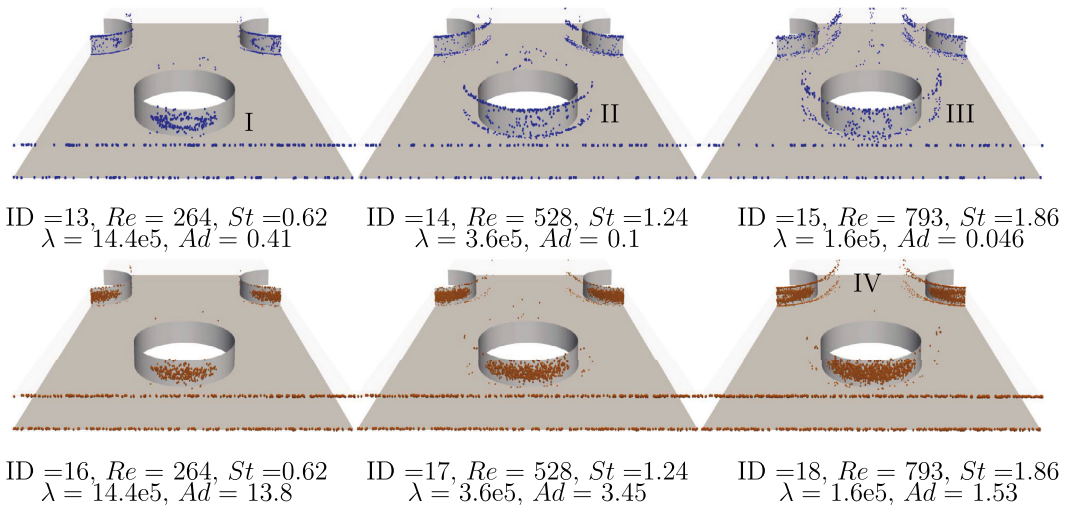 I
II
III
ID =13, Re = 264, St =0.62
λ = 14.4e5, Ad = 0.41
ID =14, Re = 528, St =1.24
λ = 3.6e5, Ad = 0.1
ID =15, Re = 793, St =1.86
λ = 1.6e5, Ad = 0.046
IV
ID =16, Re = 264, St =0.62
λ = 14.4e5, Ad = 13.8
ID =17, Re = 528, St =1.24
λ = 3.6e5, Ad = 3.45
ID =18, Re = 793, St =1.86
λ = 1.6e5, Ad = 1.53